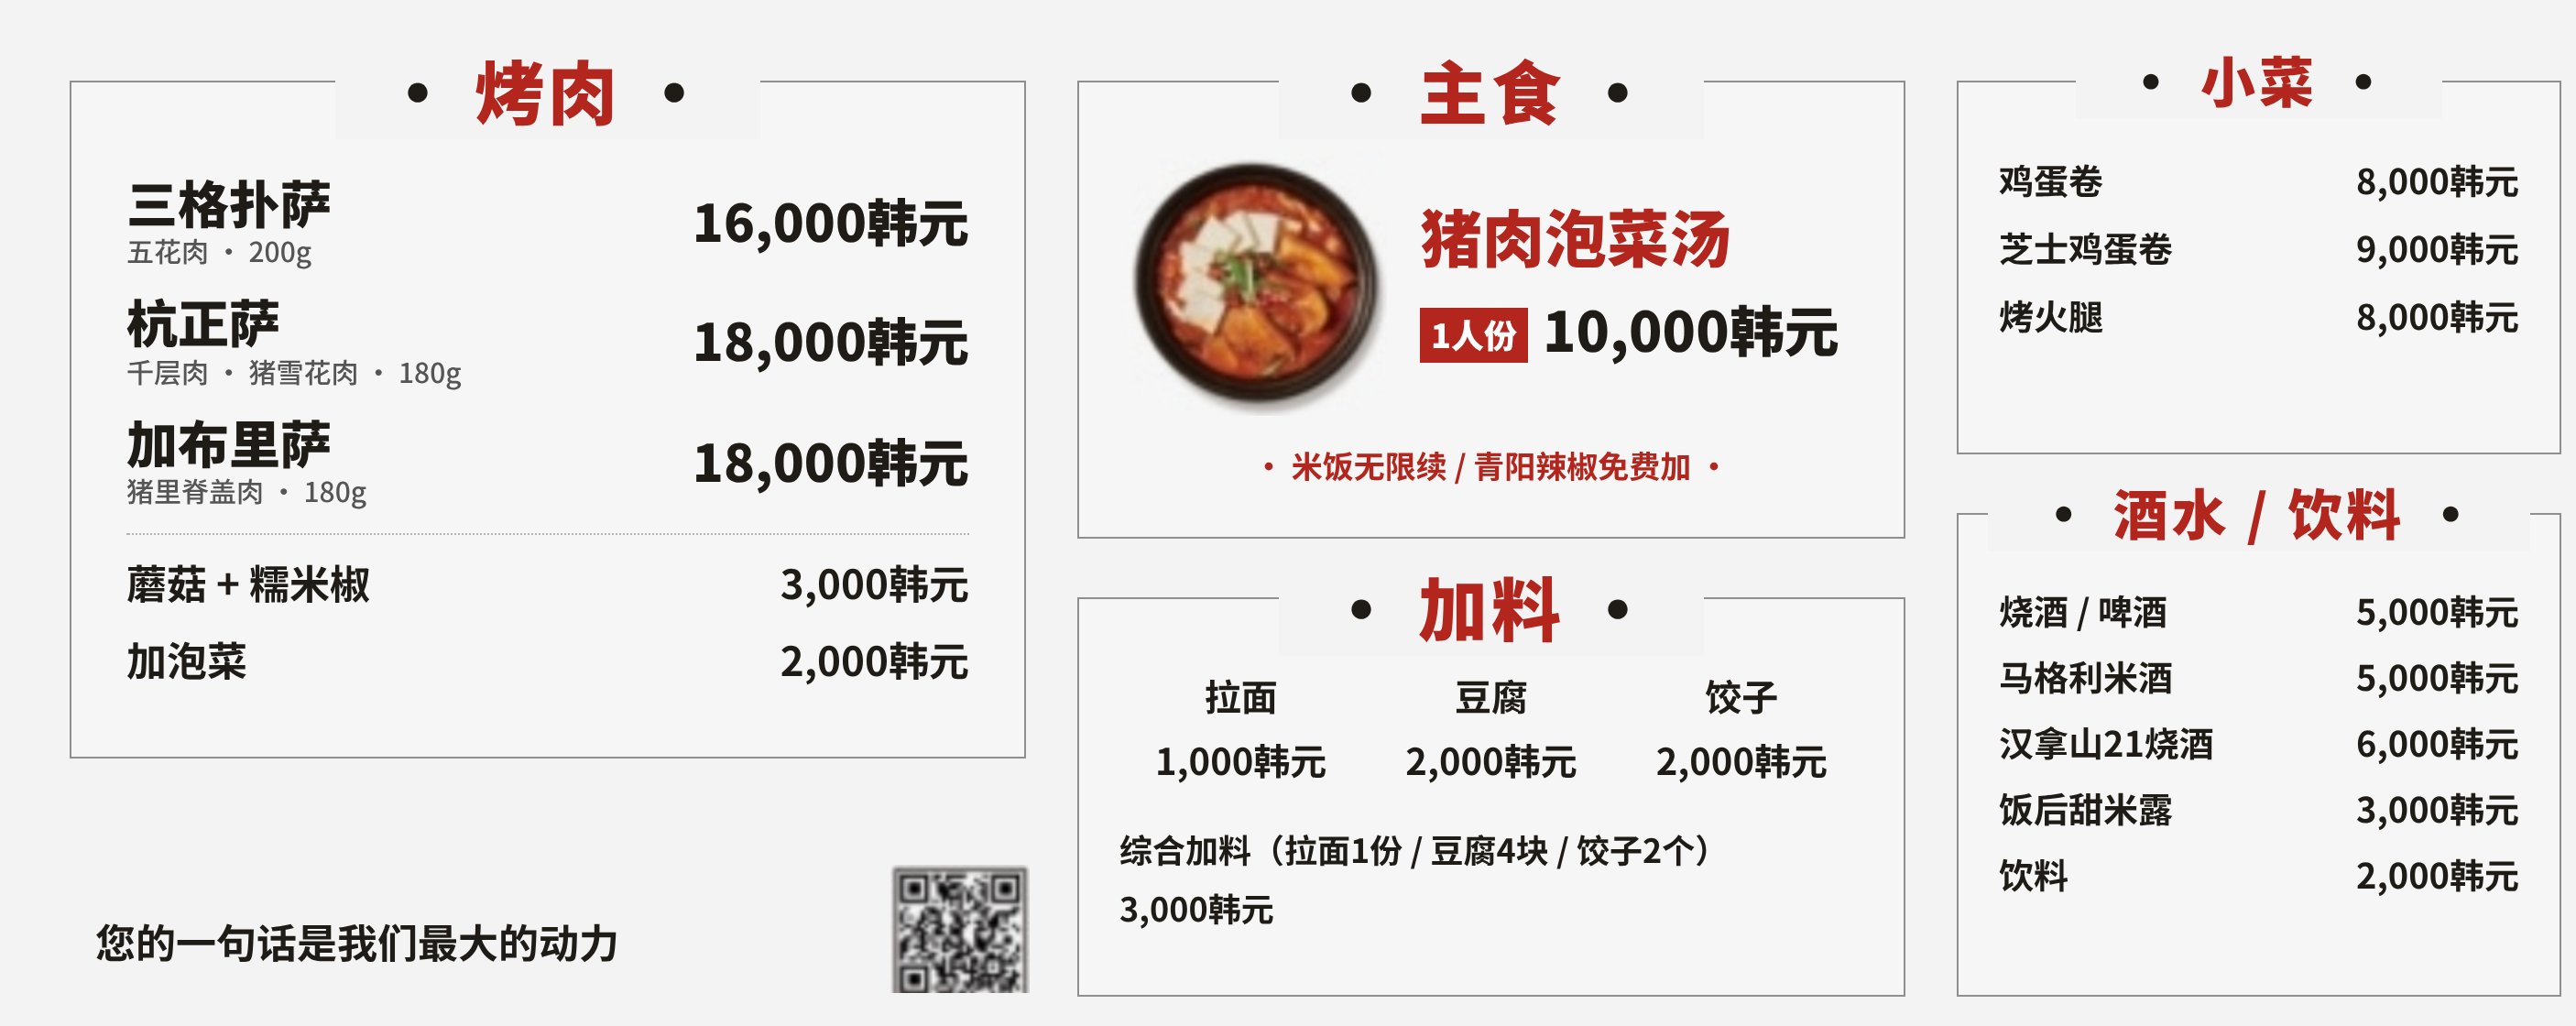 • 烤肉 •
三格扑萨 16,000韩元
五花肉 • 200g
杭正萨 18,000韩元
千层肉 • 猪雪花肉 • 180g
加布里萨 18,000韩元
猪里脊盖肉 • 180g
蘑菇 + 糯米椒 3,000韩元
加泡菜 2,000韩元
您的一句话是我们最大的动力
• 主食 •
猪肉泡菜汤
1人份 10,000韩元
• 米饭无限续 / 青阳辣椒免费加 •
• 加料 •
拉面 豆腐 饺子
1,000韩元 2,000韩元 2,000韩元
综合加料（拉面1份 / 豆腐4块 / 饺子2个）
3,000韩元
• 小菜 •
鸡蛋卷 8,000韩元
芝士鸡蛋卷 9,000韩元
烤火腿 8,000韩元
• 酒水 / 饮料 •
烧酒 / 啤酒 5,000韩元
马格利米酒 5,000韩元
汉拿山21烧酒 6,000韩元
饭后甜米露 3,000韩元
饮料 2,000韩元